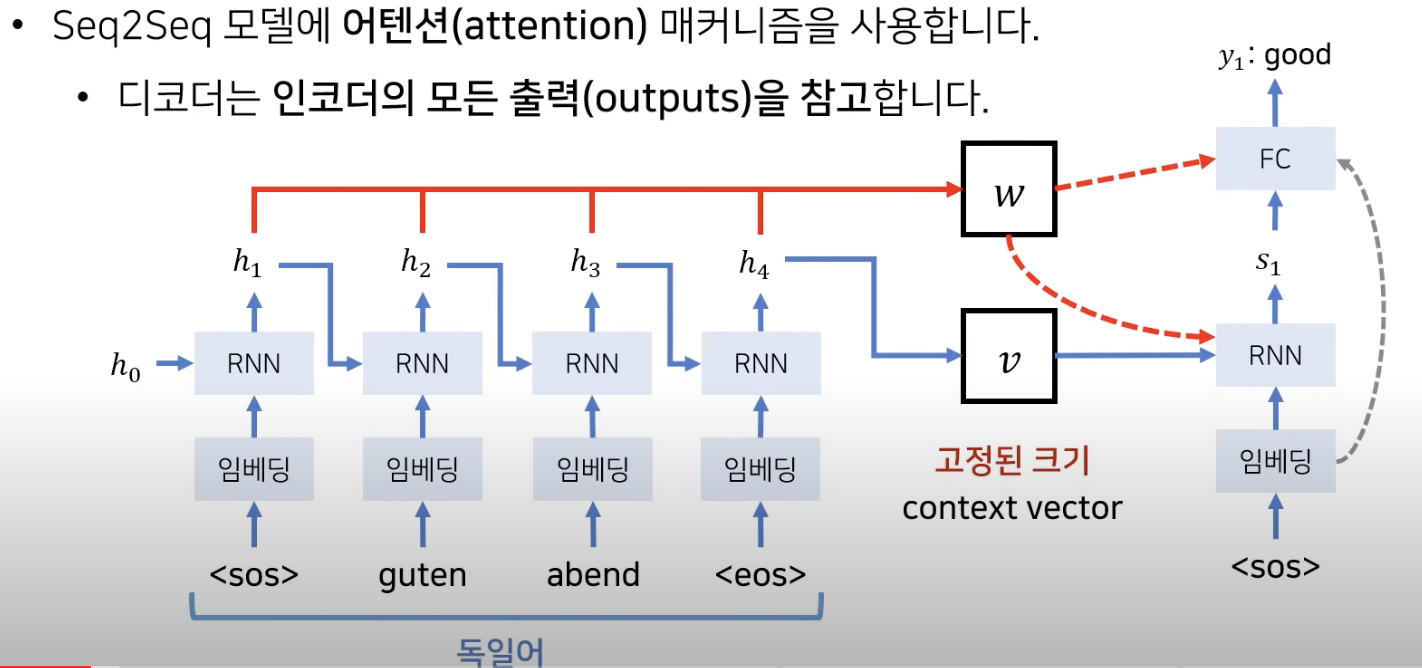 • Seq2Seq 모델에 어텐션(attention) 매커니즘을 사용합니다.
• 디코더는 인코더의 모든 출력(outputs)을 참고합니다.
y₁: good
FC
w
h₁ h₂ h₃ h₄ s₁
h₀ RNN RNN RNN RNN v RNN
임베딩 임베딩 임베딩 임베딩 고정된 크기 임베딩
context vector
<sos> guten abend <eos> <sos>
독일어